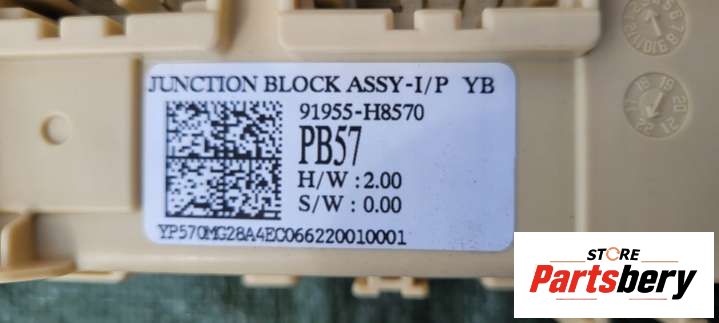 JUNCTION BLOCK ASSY-I/P YB
91955-H8570
PB57
H/W : 2.00
S/W : 0.00
YP570MG28A4EC066220010001
STORE
Partsbery